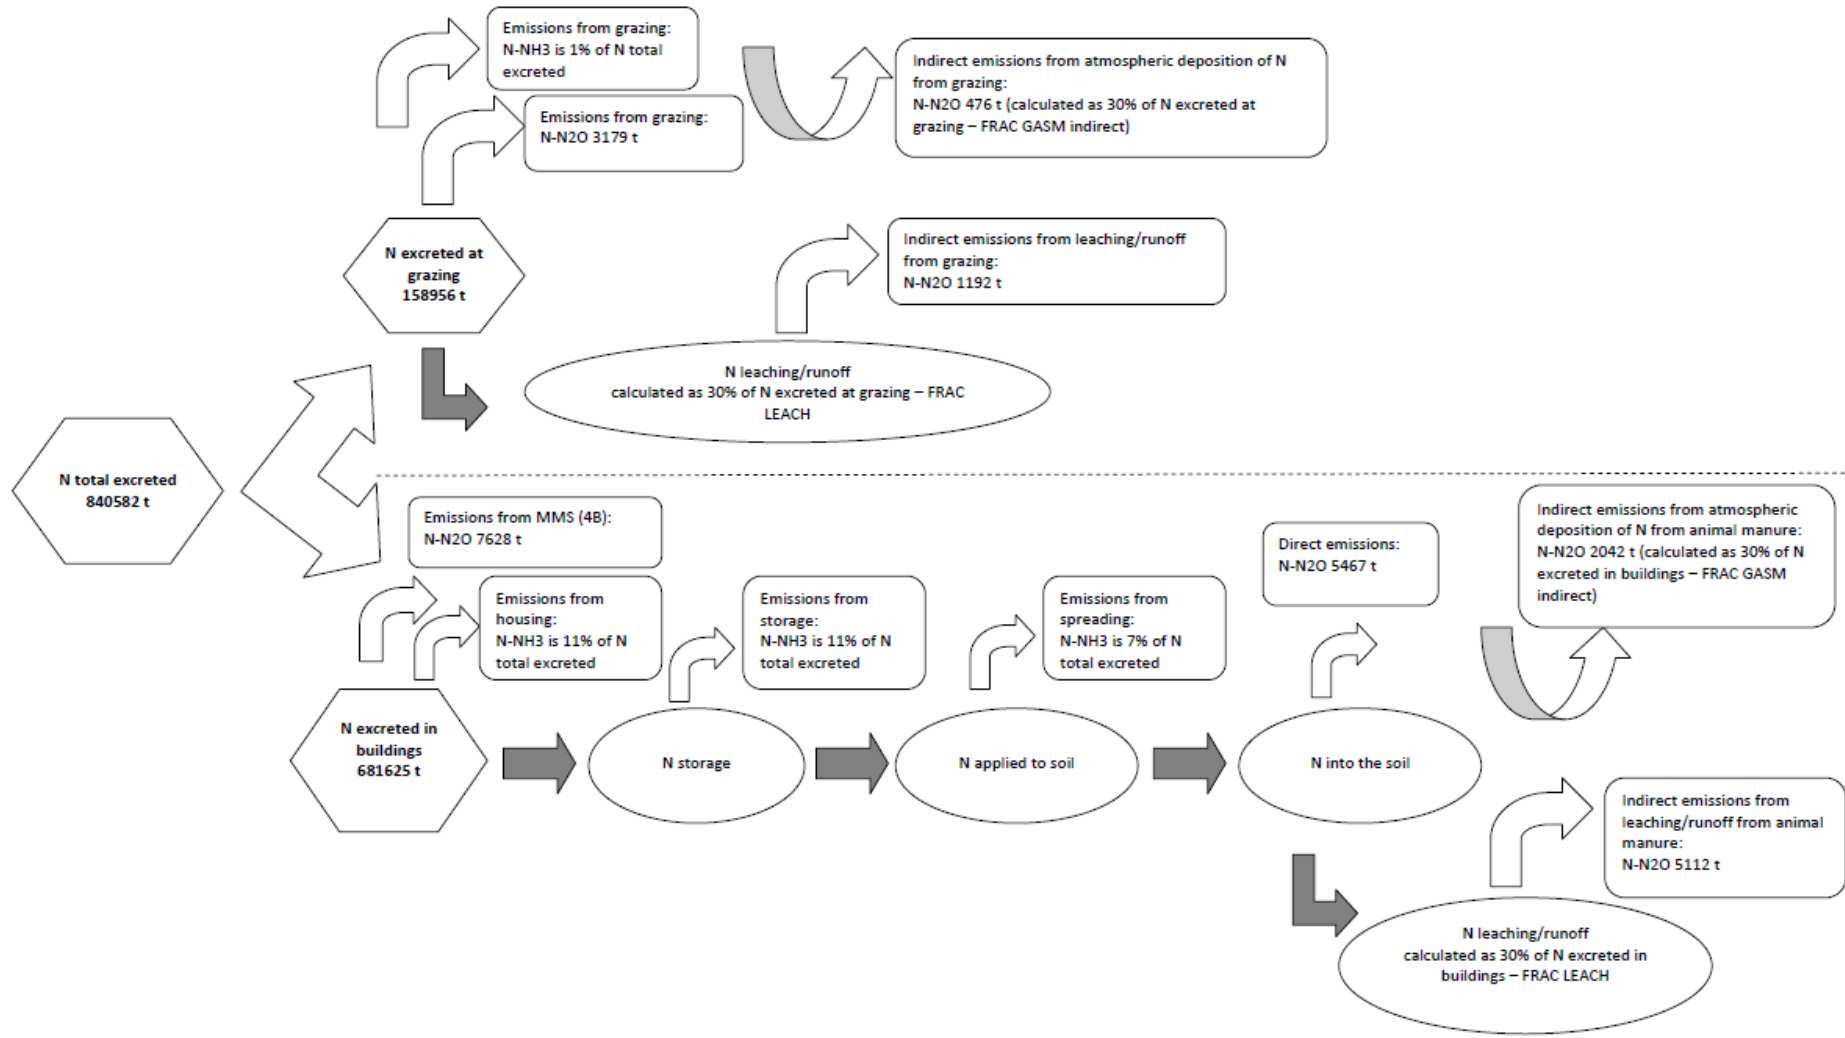 Emissions from grazing:
N-NH3 is 1% of N total
excreted
Emissions from grazing:
N-N2O 3179 t
Indirect emissions from atmospheric deposition of N
from grazing:
N-N2O 476 t (calculated as 30% of N excreted at
grazing – FRAC GASM indirect)
N excreted at
grazing
158956 t
Indirect emissions from leaching/runoff
from grazing:
N-N2O 1192 t
N leaching/runoff
calculated as 30% of N excreted at grazing – FRAC
LEACH
N total excreted
840582 t
Emissions from MMS (4B):
N-N2O 7628 t
Emissions from
housing:
N-NH3 is 11% of N
total excreted
Emissions from
storage:
N-NH3 is 11% of N
total excreted
Emissions from
spreading:
N-NH3 is 7% of N
total excreted
Direct emissions:
N-N2O 5467 t
Indirect emissions from atmospheric
deposition of N from animal manure:
N-N2O 2042 t (calculated as 30% of N
excreted in buildings – FRAC GASM
indirect)
N excreted in
buildings
681625 t
N storage
N applied to soil
N into the soil
Indirect emissions from
leaching/runoff from animal
manure:
N-N2O 5112 t
N leaching/runoff
calculated as 30% of N excreted in
buildings – FRAC LEACH